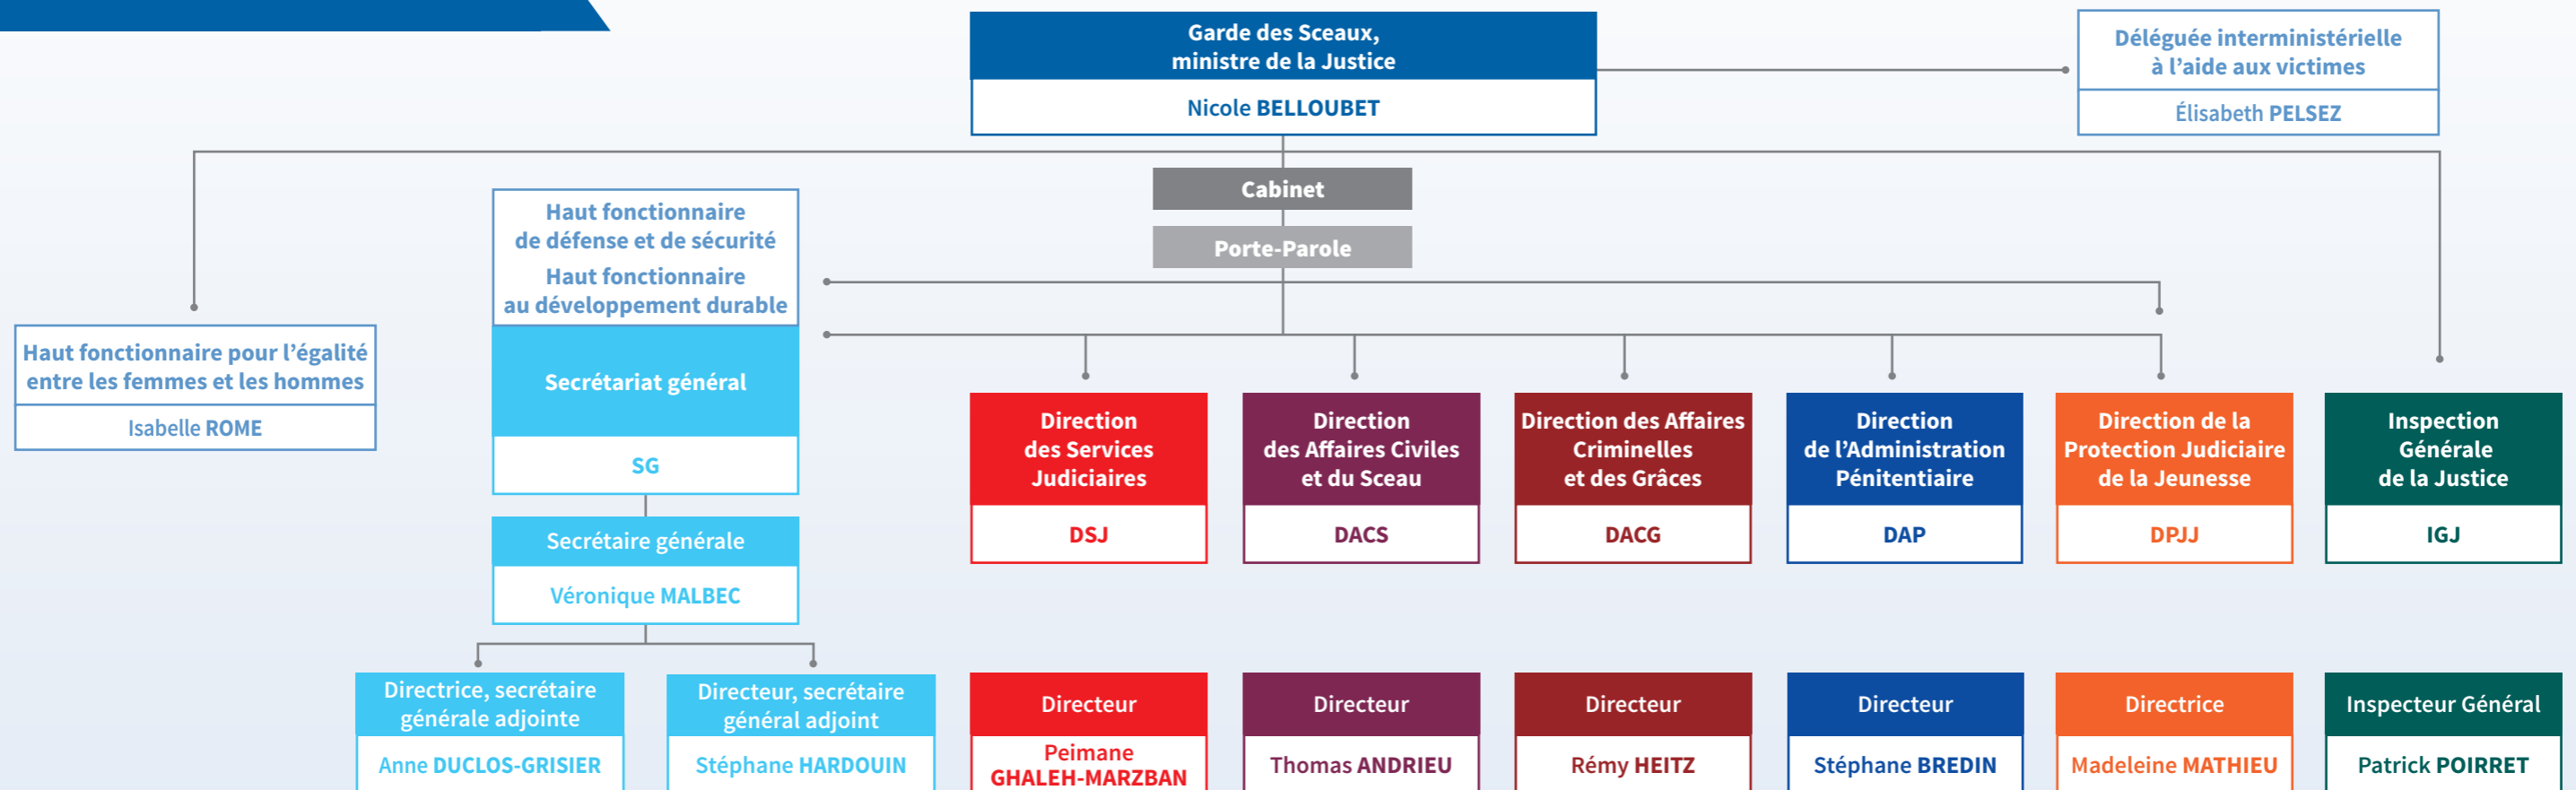 Garde des Sceaux,
ministre de la Justice
Nicole BELLOUBET
Déléguée interministérielle
à l’aide aux victimes
Élisabeth PELSEZ
Cabinet
Porte-Parole
Haut fonctionnaire
de défense et de sécurité
Haut fonctionnaire
au développement durable
Haut fonctionnaire pour l’égalité
entre les femmes et les hommes
Isabelle ROME
Secrétariat général
SG
Secrétaire générale
Véronique MALBEC
Directrice, secrétaire
générale adjointe
Anne DUCLOS-GRISIER
Directeur, secrétaire
général adjoint
Stéphane HARDOUIN
Direction
des Services
Judiciaires
DSJ
Directeur
Peimane
GHALEH-MARZBAN
Direction
des Affaires Civiles
et du Sceau
DACS
Directeur
Thomas ANDRIEU
Direction des Affaires
Criminelles
et des Grâces
DACG
Directeur
Rémy HEITZ
Direction
de l’Administration
Pénitentiaire
DAP
Directeur
Stéphane BREDIN
Direction de la
Protection Judiciaire
de la Jeunesse
DPJJ
Directrice
Madeleine MATHIEU
Inspection
Générale
de la Justice
IGJ
Inspecteur Général
Patrick POIRRET